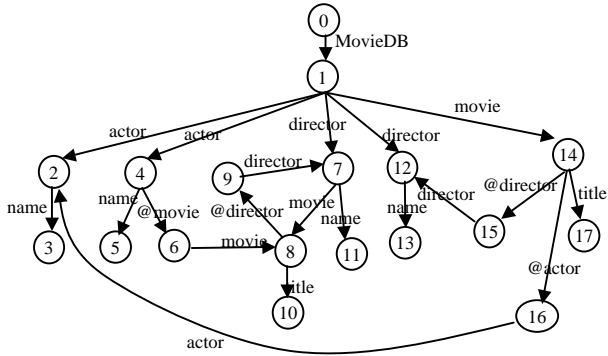 0
MovieDB
1
movie
actor
actor
director
director
2
4
9
director
7
12
14
name
name
@movie
@director
movie
name
name
director
@director
title
3
5
6
movie
8
11
13
15
17
@actor
title
10
16
actor